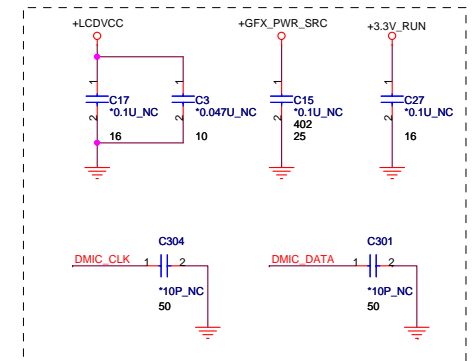 +LCDVCC
+GFX_PWR_SRC
+3.3V_RUN
1
C17
*0.1U_NC
2
16
1
C3
*0.047U_NC
2
10
1
C15
*0.1U_NC
2
402
25
1
C27
*0.1U_NC
2
16
C304
DMIC_CLK
1
2
*10P_NC
50
C301
DMIC_DATA
1
2
*10P_NC
50